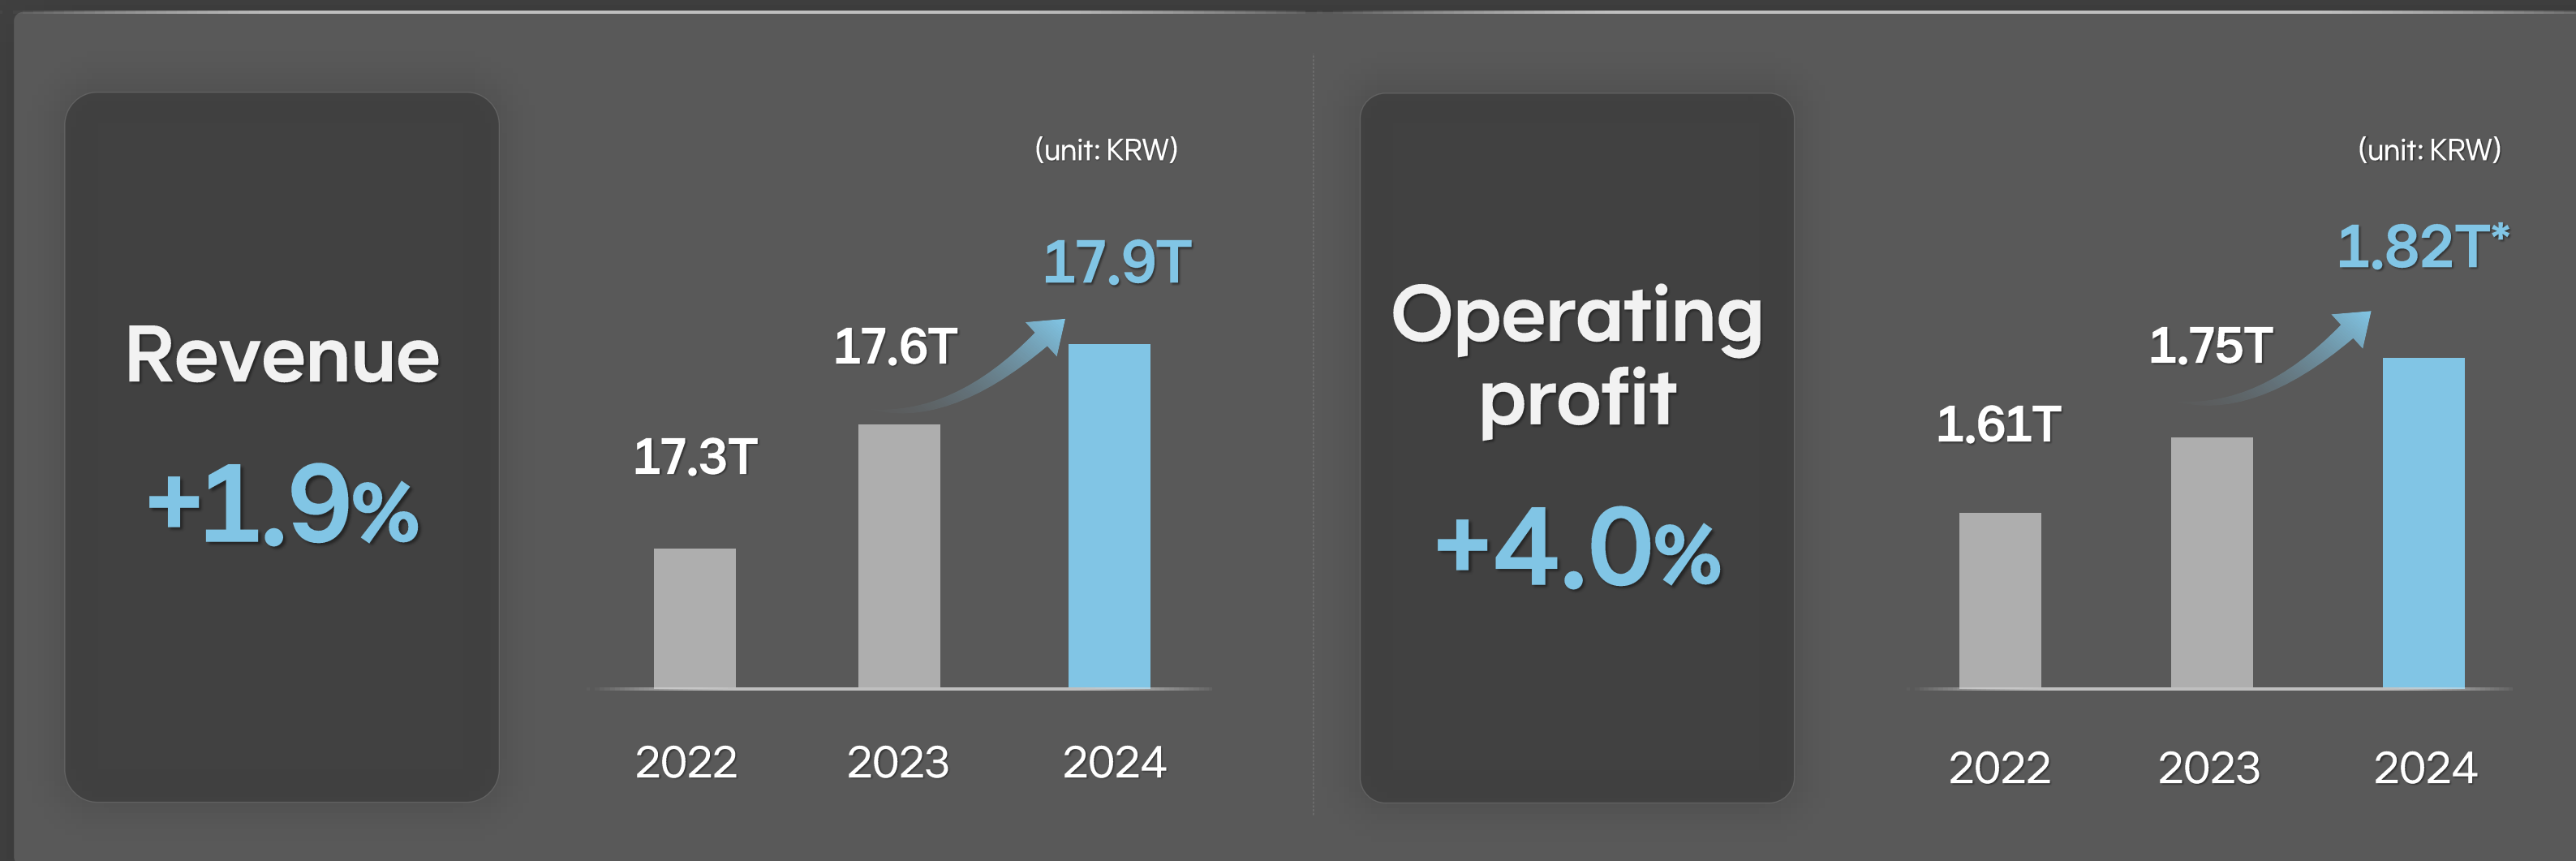 Revenue
+1.9%
(unit: KRW)
17.3T
17.6T
17.9T
2022
2023
2024
Operating
profit
+4.0%
(unit: KRW)
1.61T
1.75T
1.82T*
2022
2023
2024